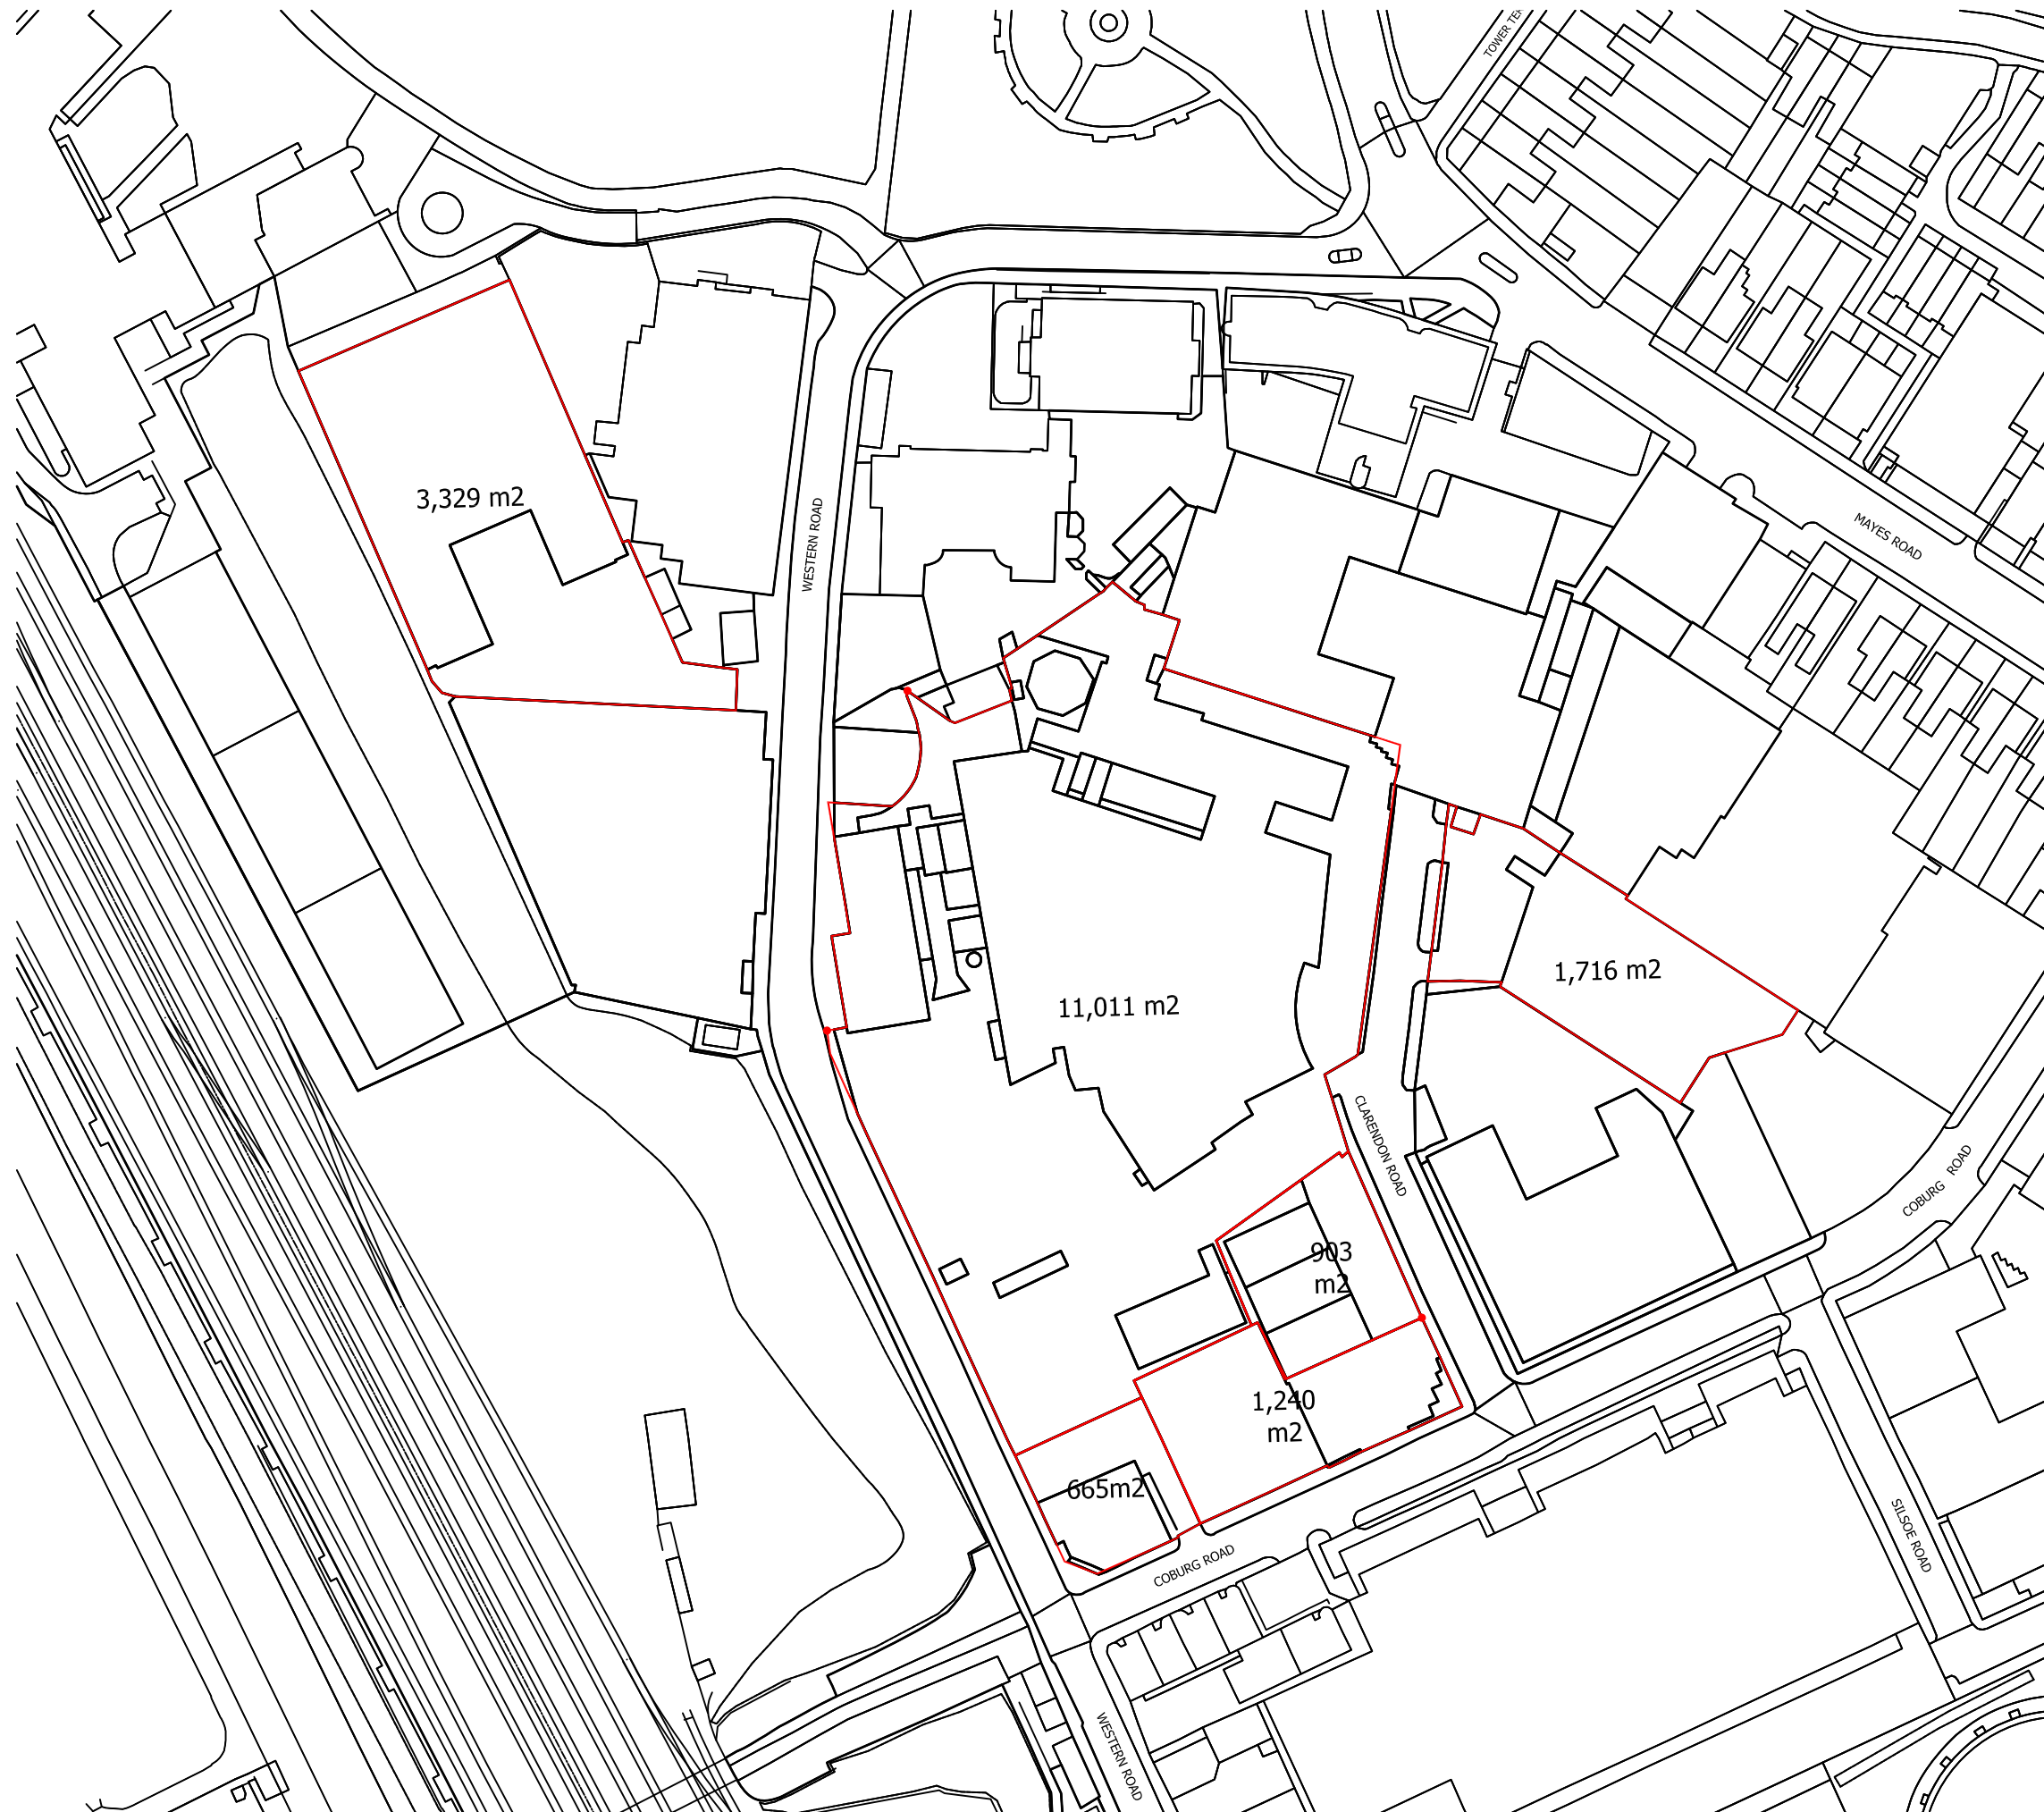 TOWER TER
3,329 m2
WESTERN ROAD
MAYES ROAD
1,716 m2
11,011 m2
CLARENDON ROAD
COBURG ROAD
903
m2
1,240
m2
665m2
COBURG ROAD
SILSOE ROAD
WESTERN ROAD